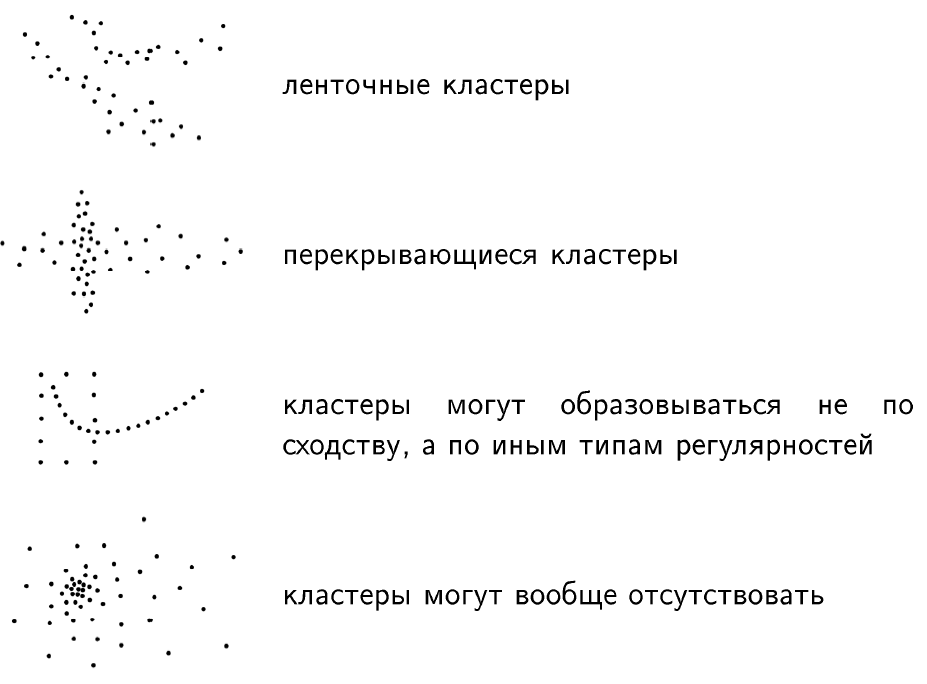 ленточные кластеры
перекрывающиеся кластеры
кластеры могут образовываться не по
сходству, а по иным типам регулярностей
кластеры могут вообще отсутствовать